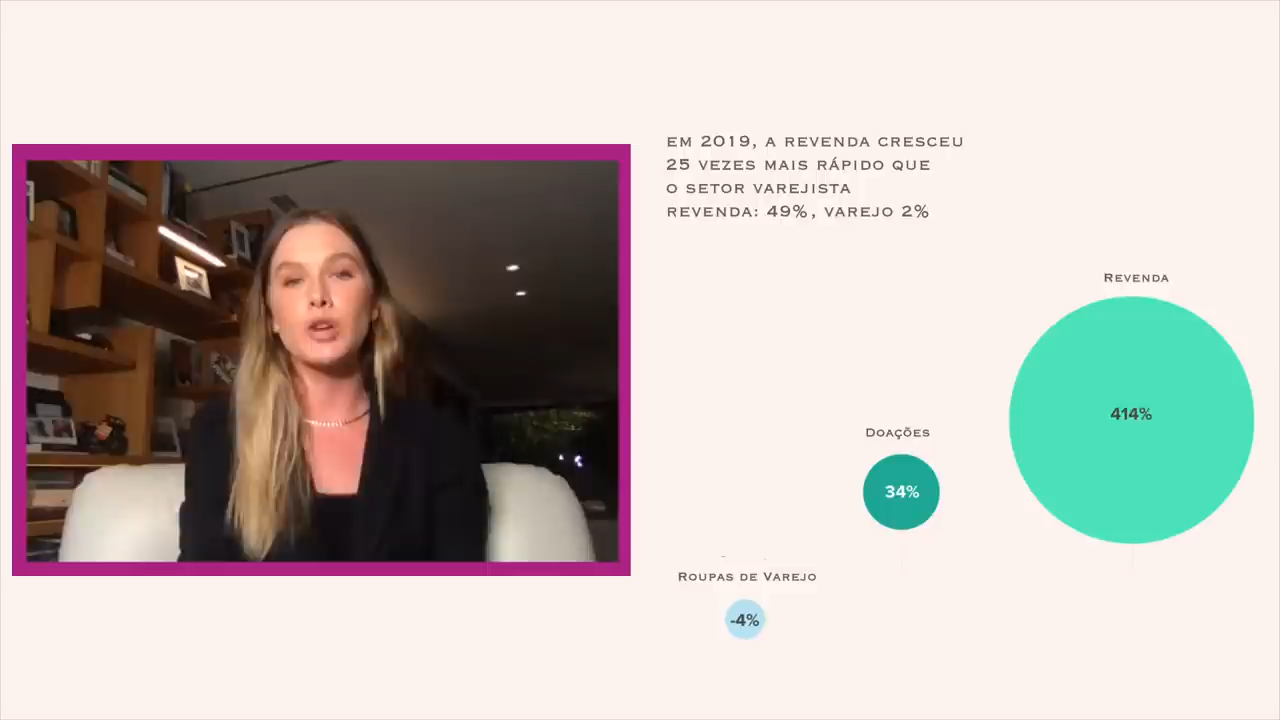 EM 2019, A REVENDA CRESCEU
25 VEZES MAIS RÁPIDO QUE
O SETOR VAREJISTA
REVENDA: 49%, VAREJO 2%
REVENDA
414%
DOAÇÕES
34%
ROUPAS DE VAREJO
-4%